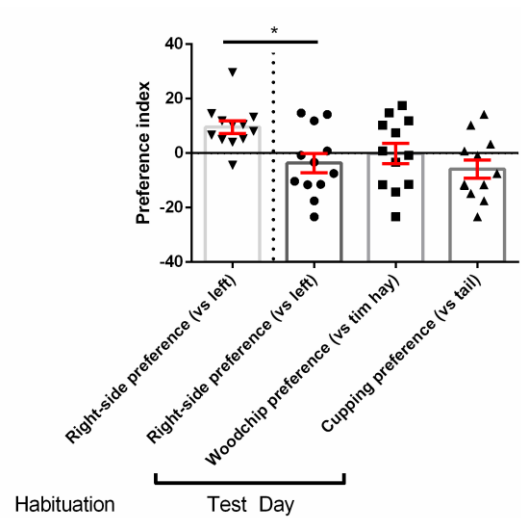 *
40
20
0
-20
-40
Preference index
Right-side preference (vs left)
Right-side preference (vs left)
Woodchip preference (vs tim hay)
Cupping preference (vs tail)
Habituation Test Day